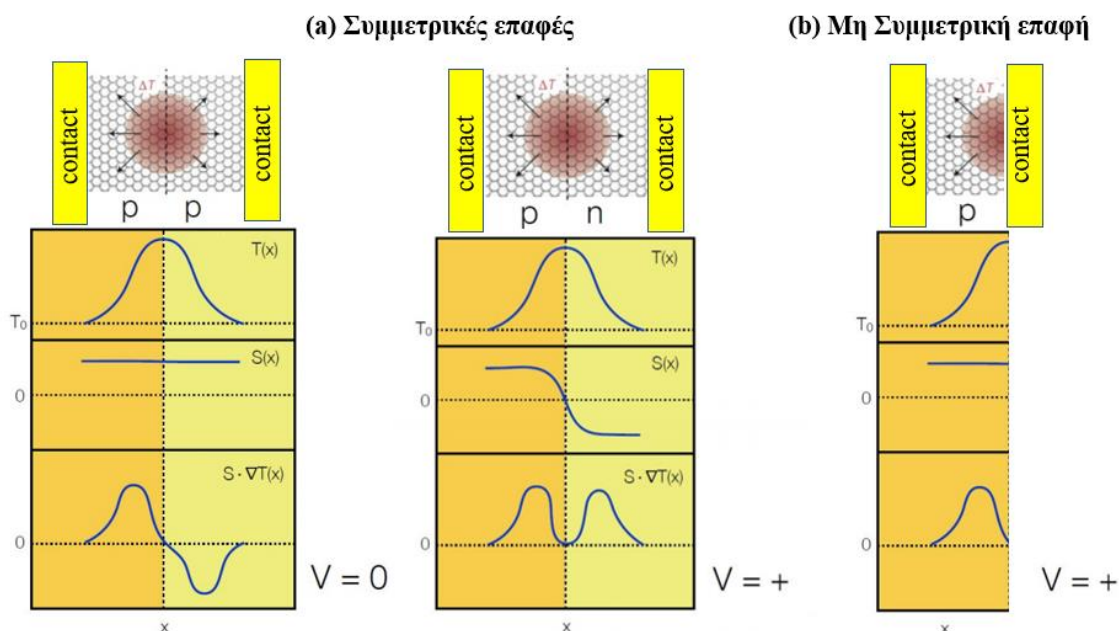 (a) Συμμετρικές επαφές
(b) Μη Συμμετρική επαφή
contact
ΔT
contact
p p
T(x)
T₀
S(x)
0
S · ∇T(x)
0
V = 0
x
contact
ΔT
contact
p n
T(x)
T₀
S(x)
0
S · ∇T(x)
0
V = +
x
contact
ΔT
contact
p
T₀
0
0
V = +
x